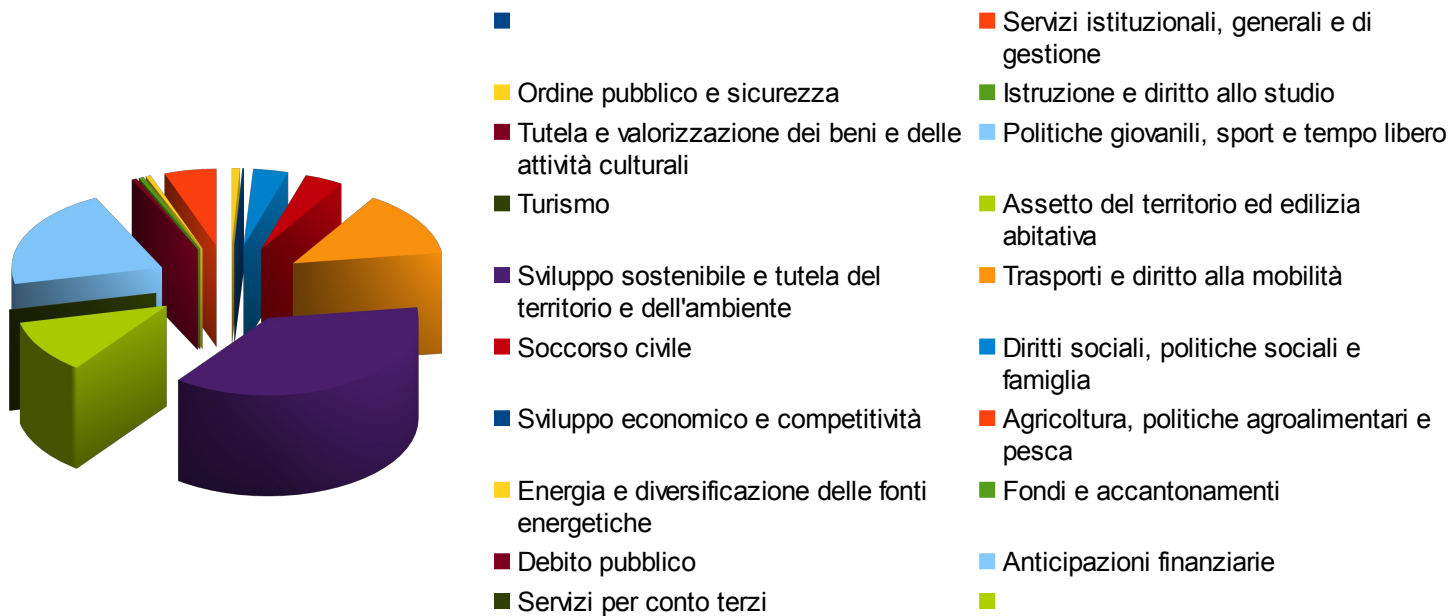 Servizi istituzionali, generali e di
gestione
Ordine pubblico e sicurezza
Istruzione e diritto allo studio
Tutela e valorizzazione dei beni e delle
attività culturali
Politiche giovanili, sport e tempo libero
Turismo
Assetto del territorio ed edilizia
abitativa
Sviluppo sostenibile e tutela del
territorio e dell'ambiente
Trasporti e diritto alla mobilità
Soccorso civile
Diritti sociali, politiche sociali e
famiglia
Sviluppo economico e competitività
Agricoltura, politiche agroalimentari e
pesca
Energia e diversificazione delle fonti
energetiche
Fondi e accantonamenti
Debito pubblico
Anticipazioni finanziarie
Servizi per conto terzi